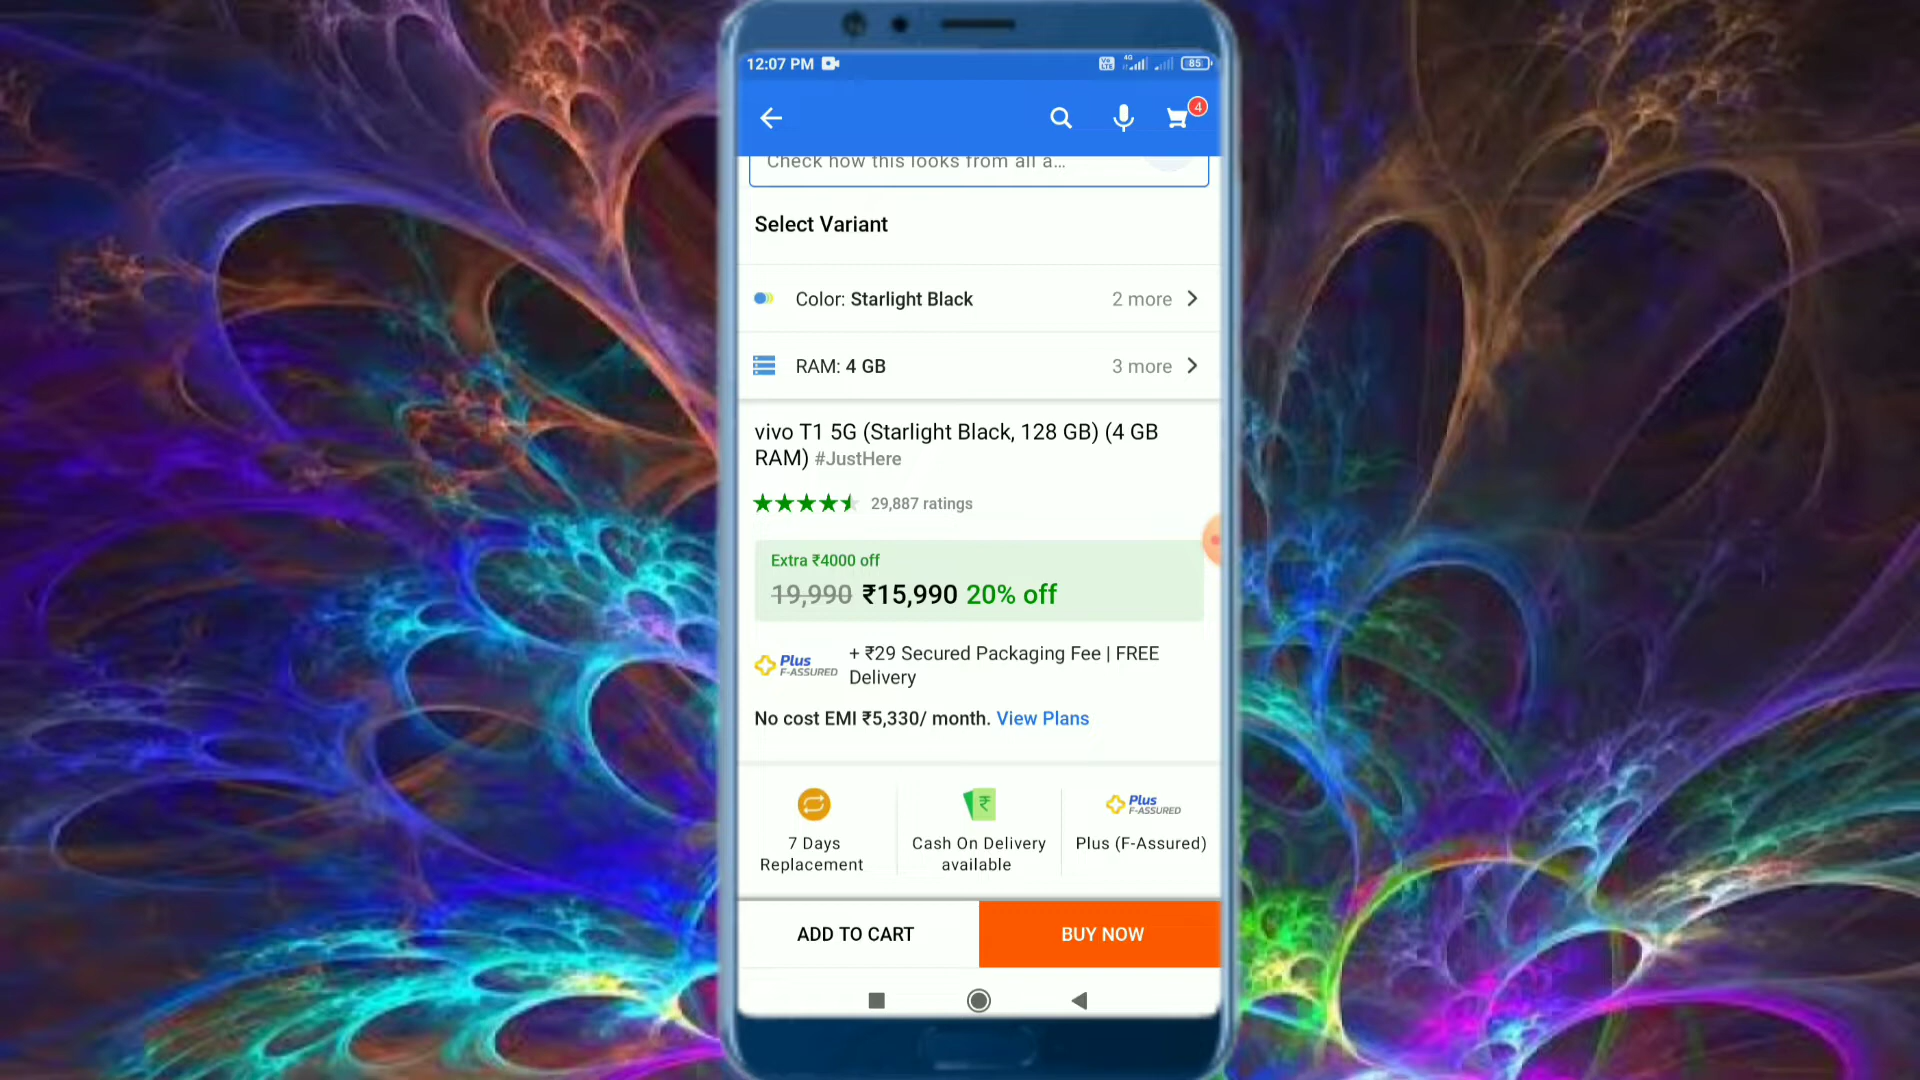 12:07 PM
Vo LTE 4G 85
4
Check how this looks from all a...
Select Variant
Color: Starlight Black 2 more
RAM: 4 GB 3 more
vivo T1 5G (Starlight Black, 128 GB) (4 GB
RAM) #JustHere
29,887 ratings
Extra ₹4000 off
19,990 ₹15,990 20% off
Plus F-ASSURED
+ ₹29 Secured Packaging Fee | FREE
Delivery
No cost EMI ₹5,330/ month. View Plans
7 Days
Replacement
₹
Cash On Delivery
available
Plus
F-ASSURED
Plus (F-Assured)
ADD TO CART
BUY NOW